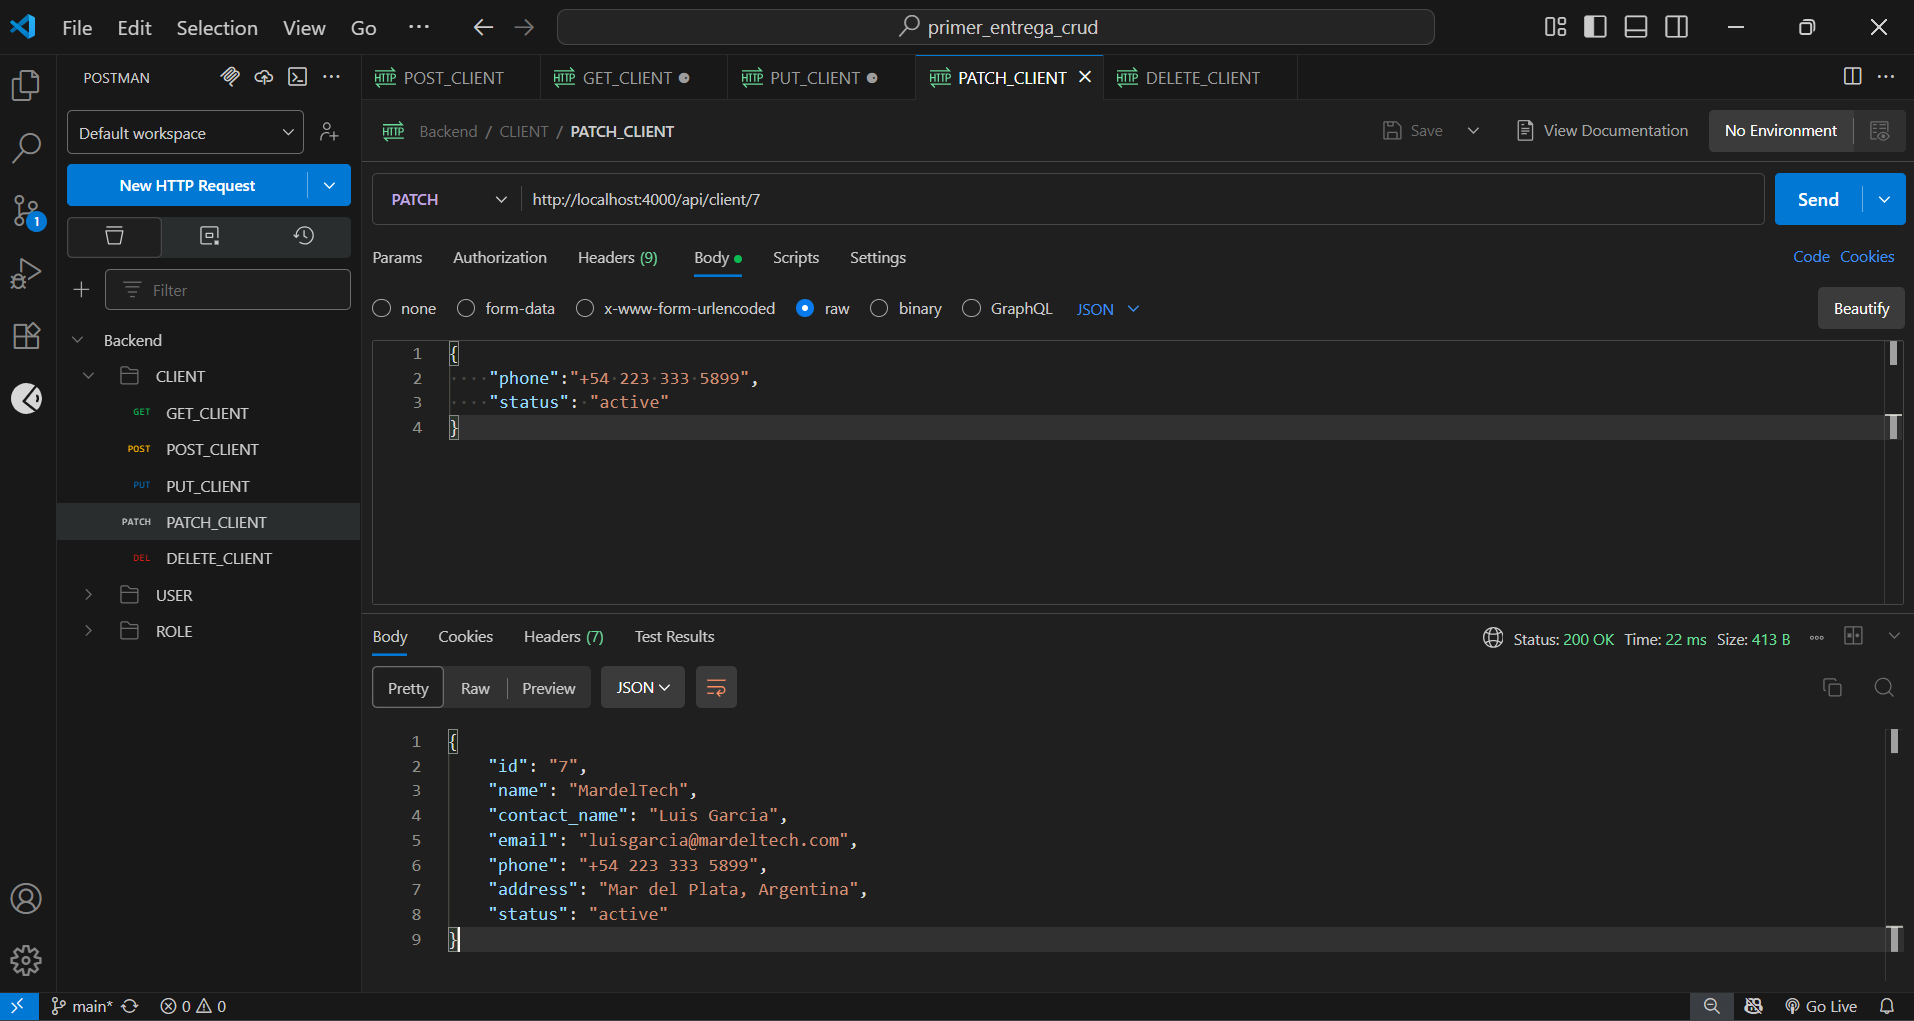 File Edit Selection View Go ···
primer_entrega_crud
POSTMAN
Default workspace
New HTTP Request
Filter
Backend
CLIENT
GET GET_CLIENT
POST POST_CLIENT
PUT PUT_CLIENT
PATCH PATCH_CLIENT
DEL DELETE_CLIENT
USER
ROLE
HTTP POST_CLIENT
HTTP GET_CLIENT
HTTP PUT_CLIENT
HTTP PATCH_CLIENT
HTTP DELETE_CLIENT
HTTP Backend / CLIENT / PATCH_CLIENT
Save
View Documentation
No Environment
PATCH http://localhost:4000/api/client/7
Send
Params Authorization Headers (9) Body Scripts Settings
Code Cookies
none form-data x-www-form-urlencoded raw binary GraphQL JSON
Beautify
1 {
2 ····"phone":"+54·223·333·5899",
3 ····"status":·"active"
4 }
Body Cookies Headers (7) Test Results
Status: 200 OK Time: 22 ms Size: 413 B
Pretty Raw Preview JSON
1 {
2 "id": "7",
3 "name": "MardelTech",
4 "contact_name": "Luis Garcia",
5 "email": "luisgarcia@mardeltech.com",
6 "phone": "+54 223 333 5899",
7 "address": "Mar del Plata, Argentina",
8 "status": "active"
9 }
1
main* 0 0
Go Live